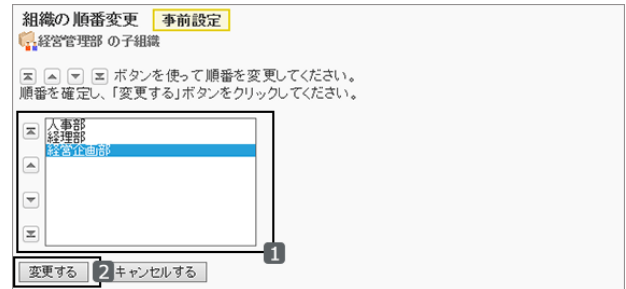 組織の順番変更 事前設定
経営管理部 の子組織
ボタンを使って順番を変更してください。
順番を確定し、「変更する」ボタンをクリックしてください。
人事部
経理部
経営企画部
1
変更する 2 キャンセルする